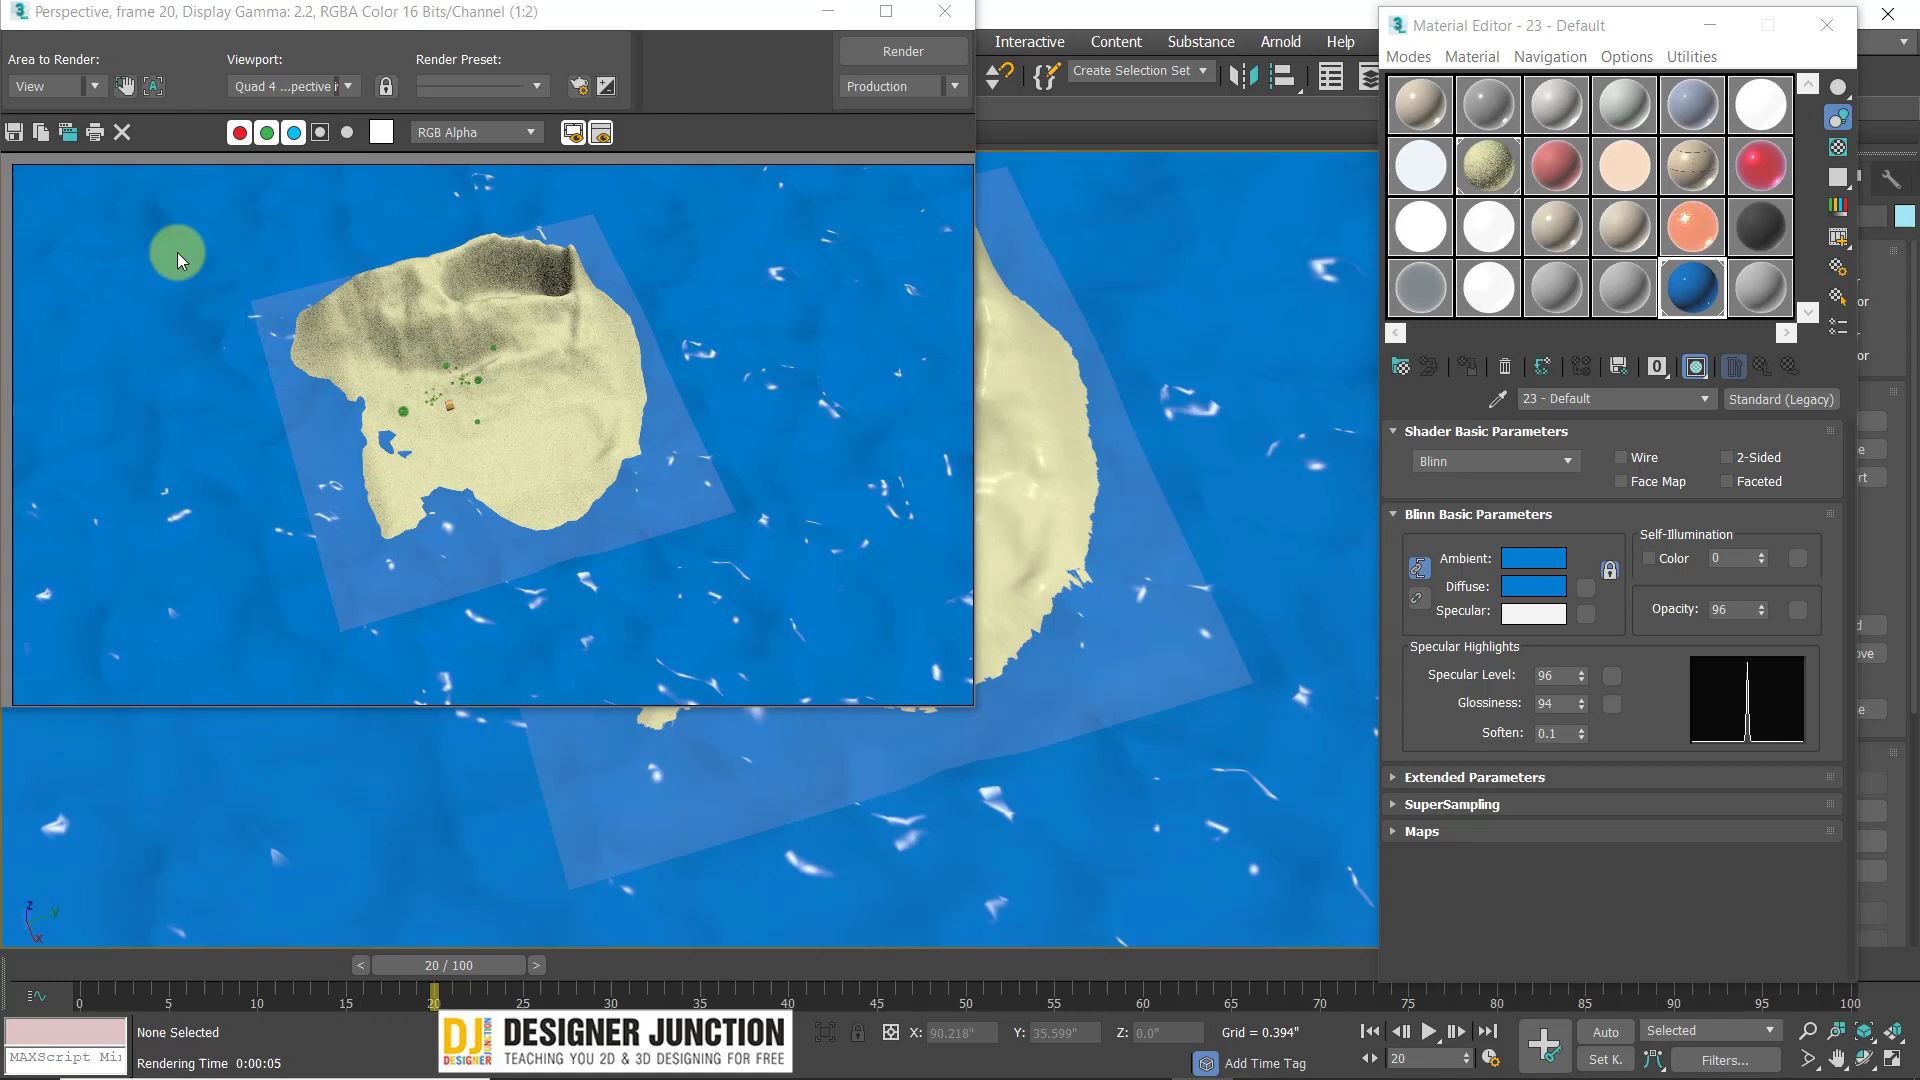 Perspective, frame 20, Display Gamma: 2.2, RGBA Color 16 Bits/Channel (1:2)
Area to Render:
Viewport:
Render Preset:
Render
View
Quad 4 ...pective
Production
RGB Alpha
Interactive Content Substance Arnold Help
Create Selection Set
Material Editor - 23 - Default
Modes Material Navigation Options Utilities
0
23 - Default
Standard (Legacy)
Shader Basic Parameters
Blinn
Wire
2-Sided
Face Map
Faceted
Blinn Basic Parameters
Self-Illumination
Ambient:
Color 0
Diffuse:
Specular:
Opacity: 96
Specular Highlights
Specular Level: 96
Glossiness: 94
Soften: 0.1
Extended Parameters
SuperSampling
Maps
z
y
x
< 20 / 100 >
0 5 10 15 20 25 30 35 40 45 50 55 60 65 70 75 80 85 90 95 100
None Selected
MAXScript Mi
Rendering Time 0:00:05
DJ
DESIGNER
JUNCTION
DESIGNER JUNCTION
TEACHING YOU 2D & 3D DESIGNING FOR FREE
X: 90.218" Y: 35.599" Z: 0.0" Grid = 0.394"
Add Time Tag
20
Auto
Selected
Set K.
Filters...